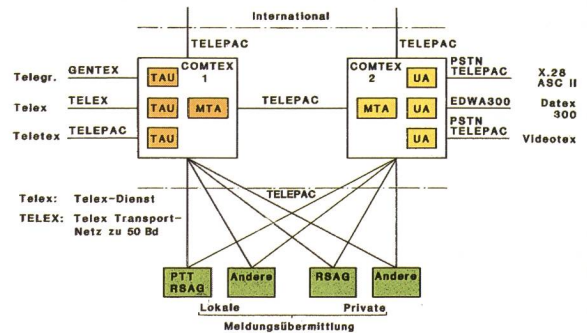 International
TELEPAC
TELEPAC
Telegr.
GENTEX
TAU
COMTEX
1
COMTEX
2
UA
PSTN
TELEPAC
X.28
ASC II
Telex
TELEX
TAU
MTA
TELEPAC
MTA
UA
EDWA300
Datex
300
Teletex
TELEPAC
TAU
UA
PSTN
TELEPAC
Videotex
TELEPAC
Telex: Telex-Dienst
TELEX: Telex Transport-
Netz zu 50 Bd
PTT
RSAG
Andere
RSAG
Andere
Lokale
Private
Meldungsübermittlung